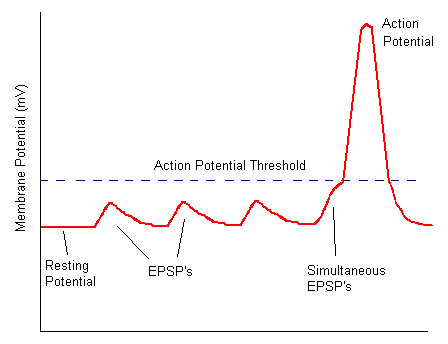 Action
Potential
Membrane Potential (mV)
Action Potential Threshold
Resting
Potential
EPSP's
Simultaneous
EPSP's